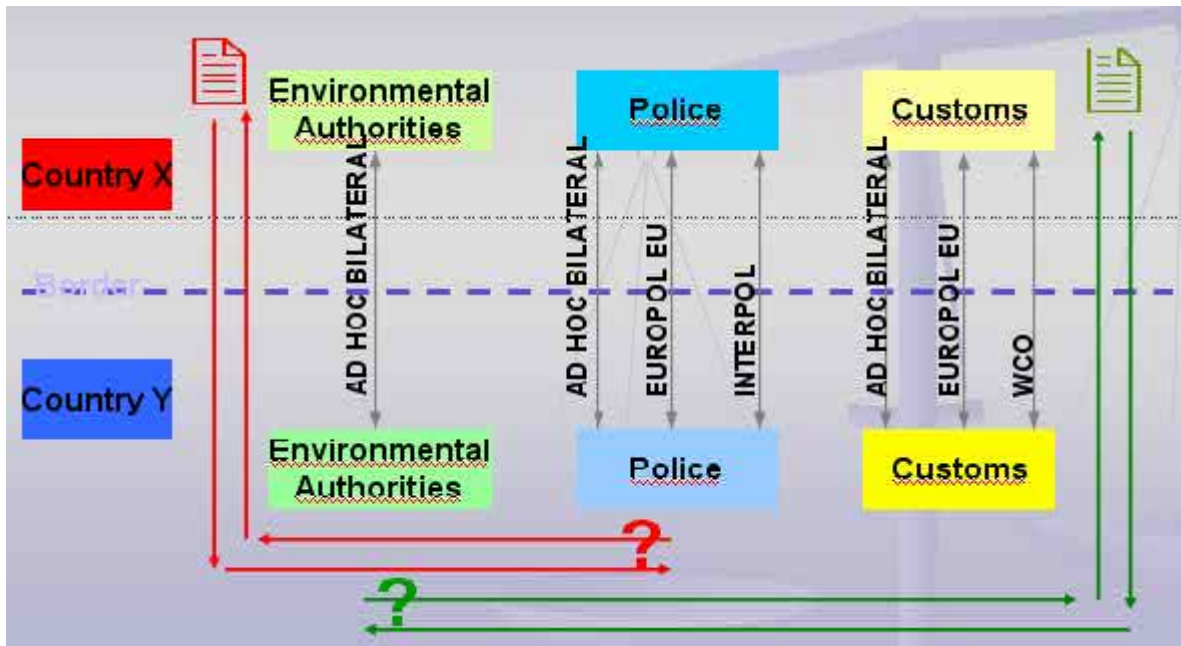 Environmental
Authorities
Police
Customs
Country X
AD HOC BILATERAL
AD HOC BILATERAL
EUROPOL EU
INTERPOL
AD HOC BILATERAL
EUROPOL EU
WCO
Border
Country Y
Environmental
Authorities
Police
Customs
?
?